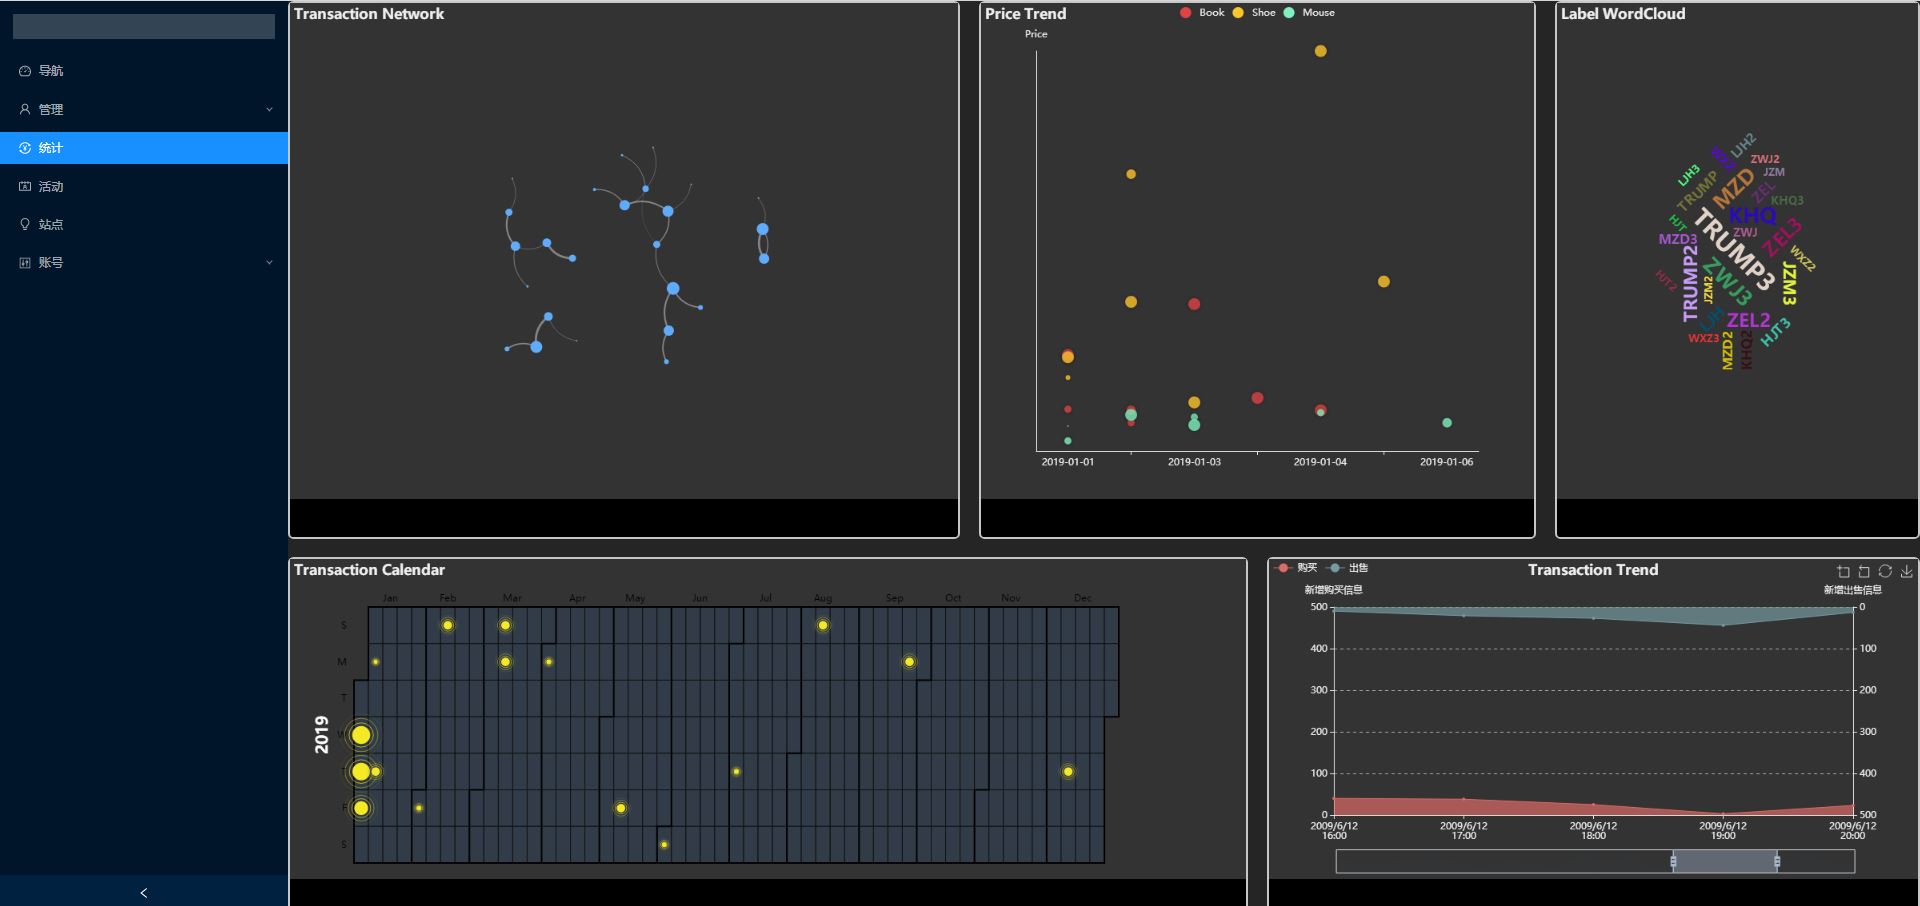 导航
管理
统计
活动
站点
账号
Transaction Network
Price Trend
Book Shoe Mouse
Price
2019-01-01 2019-01-03 2019-01-04 2019-01-06
Label WordCloud
LJH2
WXZ
ZWJ2
LJH3
JZM
TRUMP
MZD
ZEL
KHQ3
KHQ
HJT
ZWJ
ZEL3
MZD3
TRUMP3
WXZ2
TRUMP2
ZWJ3
JZM3
HJT2
JZM2
LJH
ZEL2
HJT3
WXZ3
MZD2
KHQ2
Transaction Calendar
Jan Feb Mar Apr May Jun Jul Aug Sep Oct Nov Dec
S
M
T
W
T
F
S
2019
购买 出售
Transaction Trend
新增购买信息 新增出售信息
500 0
400 100
300 200
200 300
100 400
0 500
2009/6/12 2009/6/12 2009/6/12 2009/6/12 2009/6/12
16:00 17:00 18:00 19:00 20:00